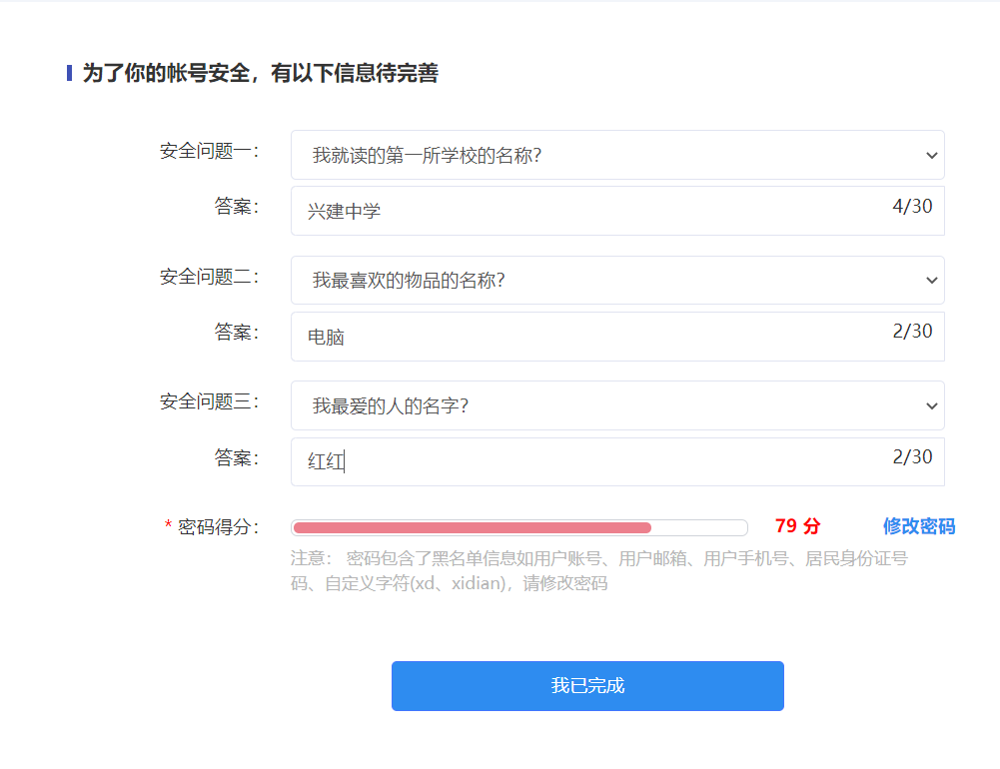 为了你的帐号安全，有以下信息待完善
安全问题一： 我就读的第一所学校的名称？
答案： 兴建中学 4/30
安全问题二： 我最喜欢的物品的名称？
答案： 电脑 2/30
安全问题三： 我最爱的人的名字？
答案： 红红 2/30
* 密码得分： 79 分 修改密码
注意： 密码包含了黑名单信息如用户账号、用户邮箱、用户手机号、居民身份证号
码、自定义字符(xd、xidian)，请修改密码
我已完成